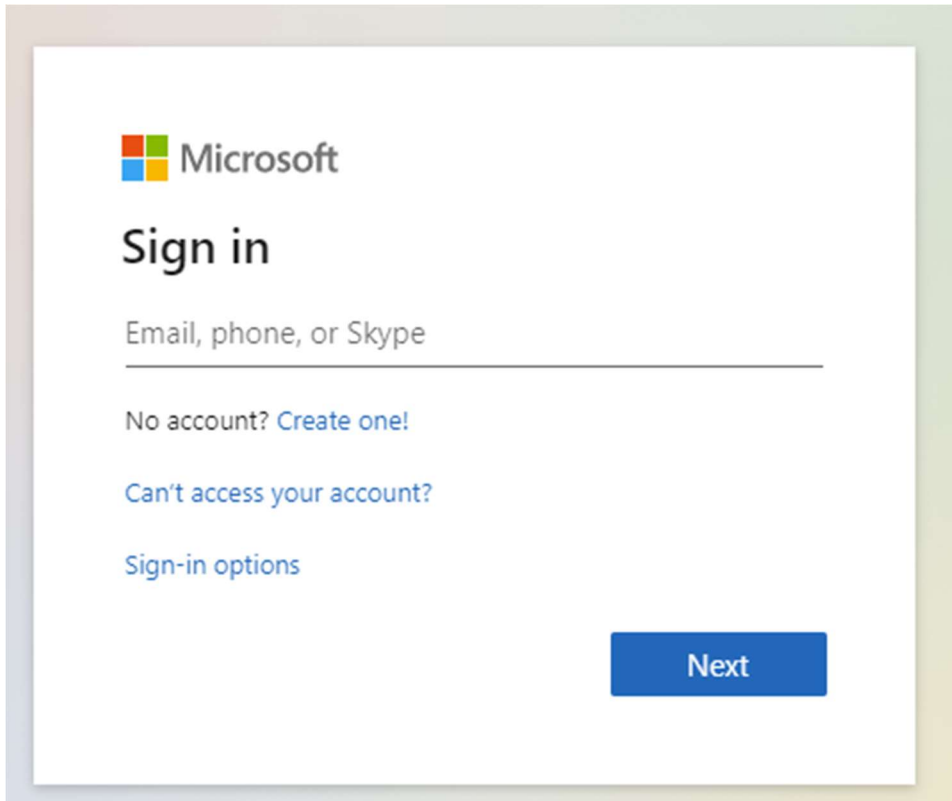 Microsoft
Sign in
Email, phone, or Skype
No account? Create one!
Can't access your account?
Sign-in options
Next